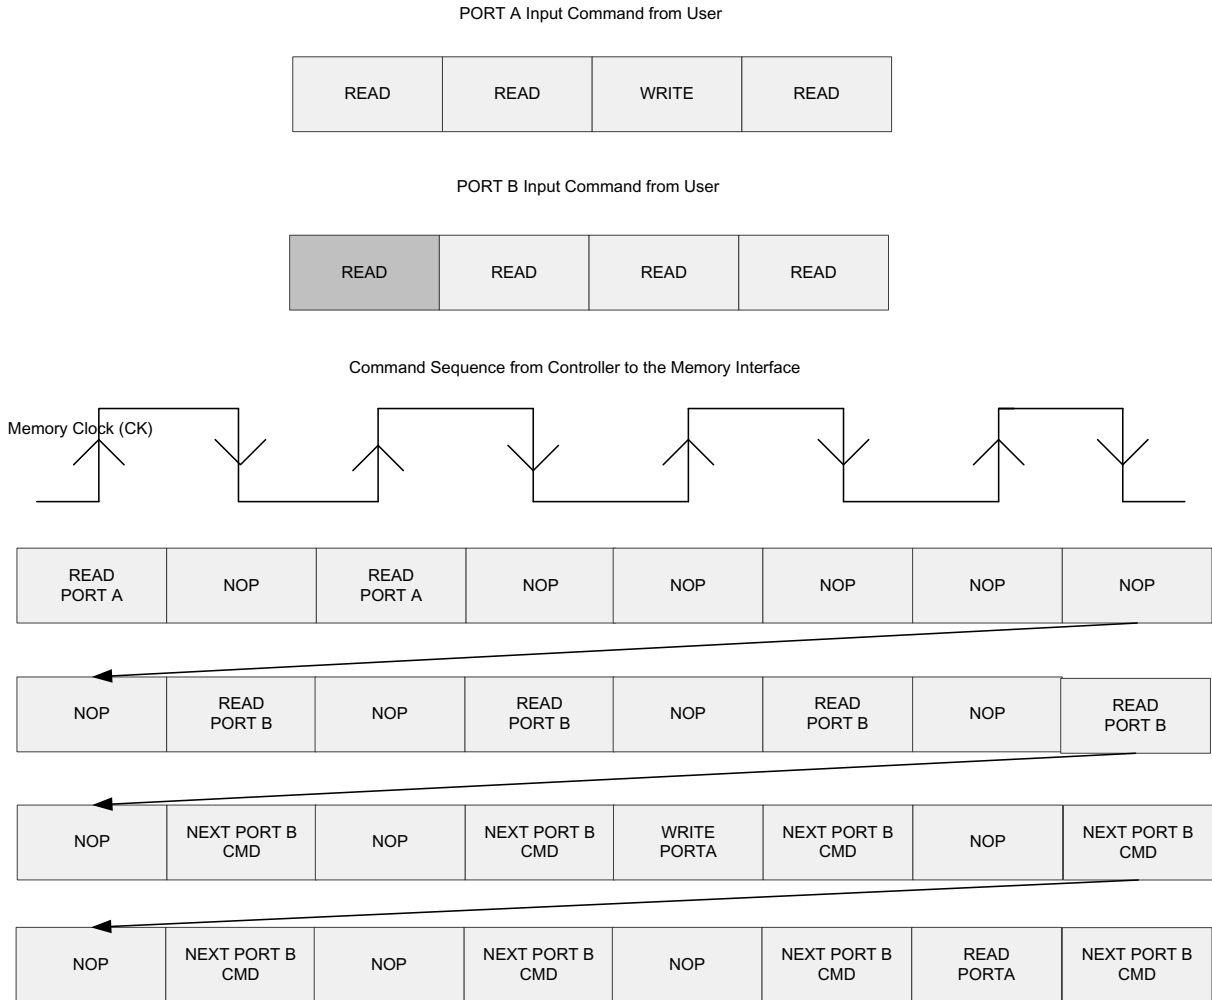 PORT A Input Command from User
READ READ WRITE READ
PORT B Input Command from User
READ READ READ READ
Command Sequence from Controller to the Memory Interface
Memory Clock (CK)
READ
PORT A
NOP
READ
PORT A
NOP
NOP
NOP
NOP
NOP
NOP
READ
PORT B
NOP
READ
PORT B
NOP
READ
PORT B
NOP
READ
PORT B
NOP
NEXT PORT B
CMD
NOP
NEXT PORT B
CMD
WRITE
PORTA
NEXT PORT B
CMD
NOP
NEXT PORT B
CMD
NOP
NEXT PORT B
CMD
NOP
NEXT PORT B
CMD
NOP
NEXT PORT B
CMD
READ
PORTA
NEXT PORT B
CMD